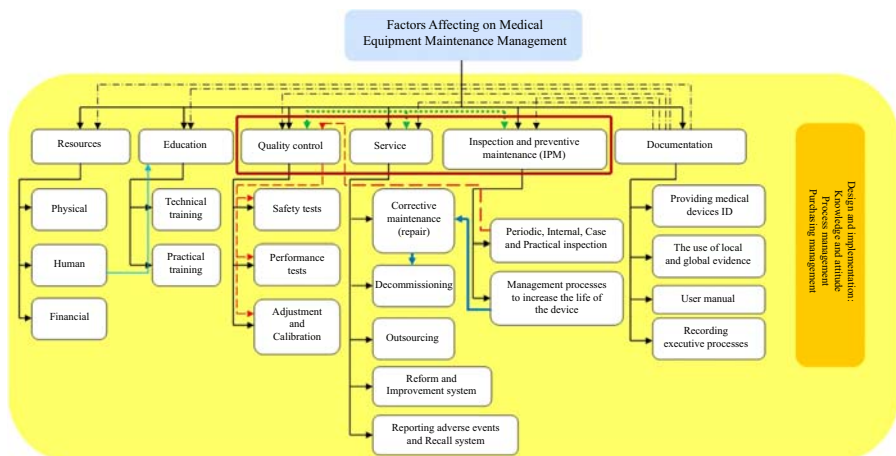 Factors Affecting on Medical
Equipment Maintenance Management
Resources
Education
Quality control
Service
Inspection and preventive
maintenance (IPM)
Documentation
Physical
Human
Financial
Technical
training
Practical
training
Safety tests
Performance
tests
Adjustment
and
Calibration
Corrective
maintenance
(repair)
Decommissioning
Outsourcing
Reform and
Improvement system
Reporting adverse events
and Recall system
Periodic, Internal, Case
and Practical inspection
Management processes
to increase the life of
the device
Providing medical
devices ID
The use of local
and global evidence
User manual
Recording
executive processes
Design and implementation:
Knowledge and attitude
Process management
Purchasing management